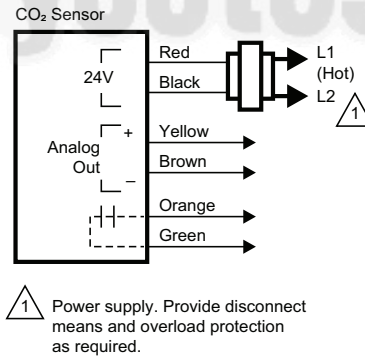 CO₂ Sensor
Red
L1
(Hot)
24V
Black
L2
1
+
Yellow
Analog
Out
Brown
–
Orange
Green
1 Power supply. Provide disconnect
means and overload protection
as required.